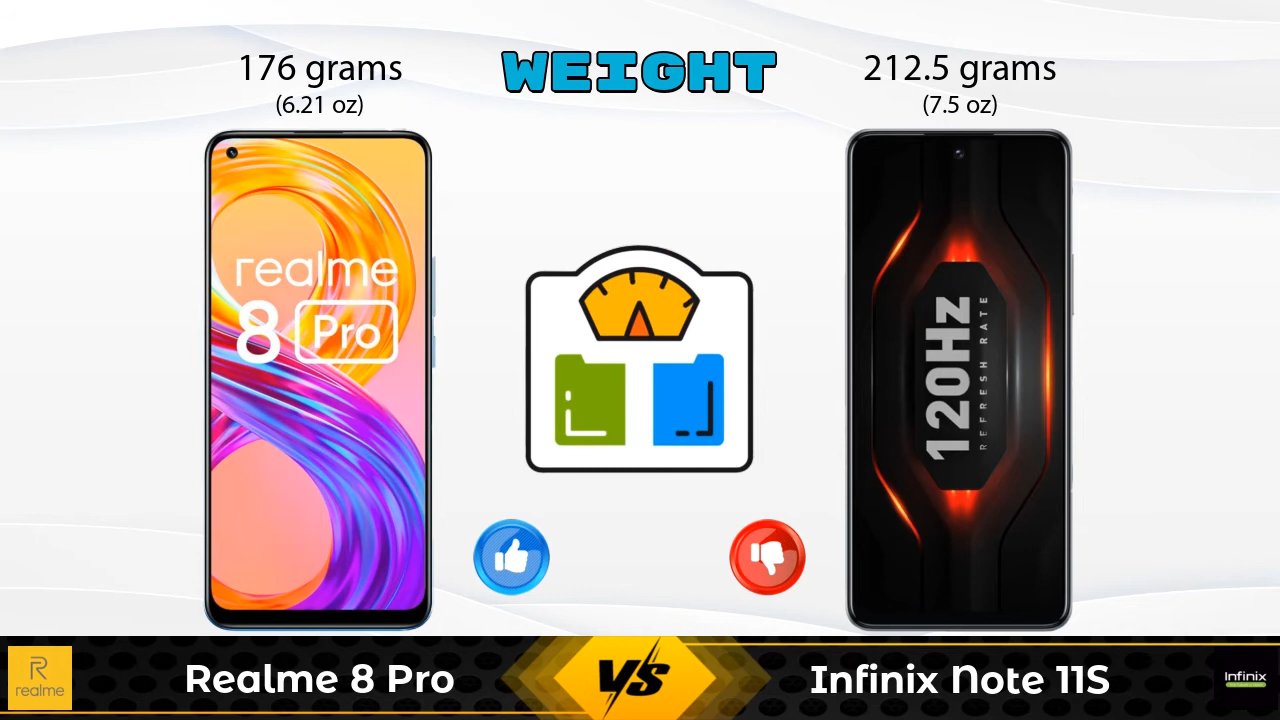 176 grams
(6.21 oz)
WEIGHT
212.5 grams
(7.5 oz)
realme
8 Pro
120Hz
REFRESH RATE
R
realme
Realme 8 Pro
VS
Infinix Note 11S
Infinix